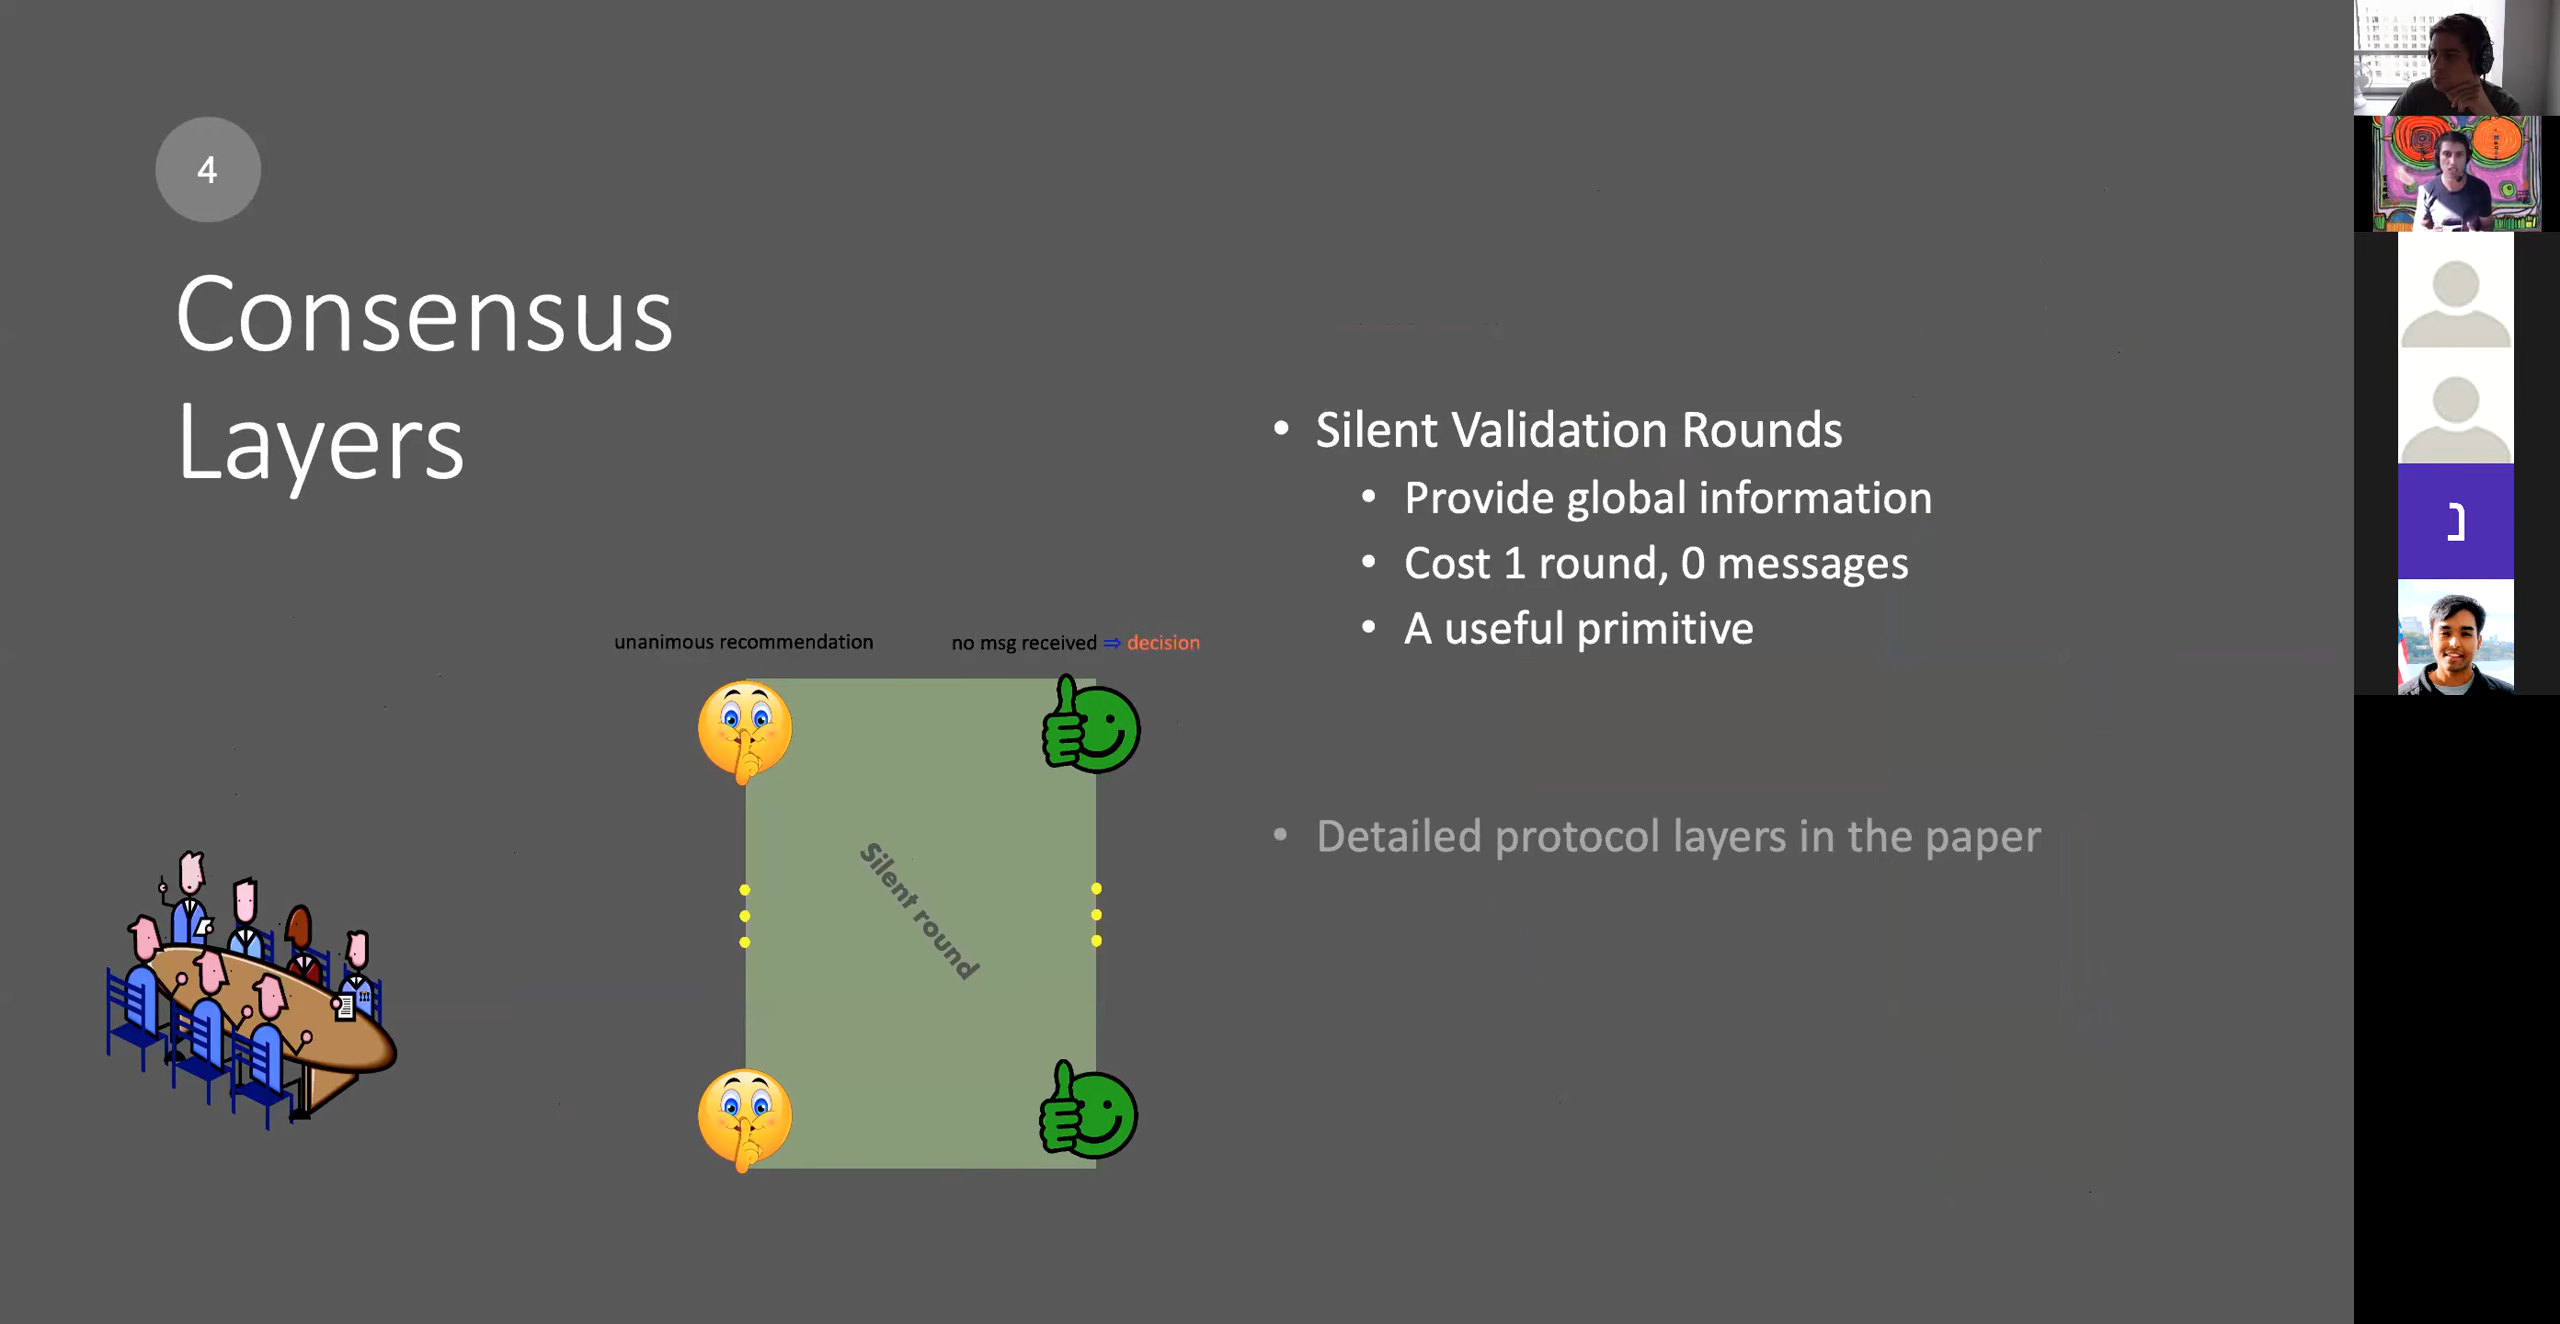 4
Consensus
Layers
• Silent Validation Rounds
• Provide global information
• Cost 1 round, 0 messages
• A useful primitive
unanimous recommendation
no msg received ⇒ decision
Silent round
• Detailed protocol layers in the paper
נ